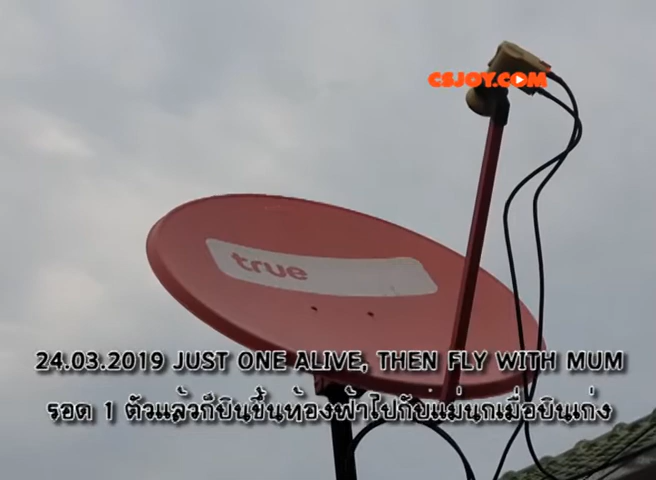 CSJOY.COM
true
24.03.2019 JUST ONE ALIVE, THEN FLY WITH MUM
รอด 1 ตัวแล้วก็บินขึ้นท้องฟ้าไปกับแม่นกเมื่อบินเก่ง